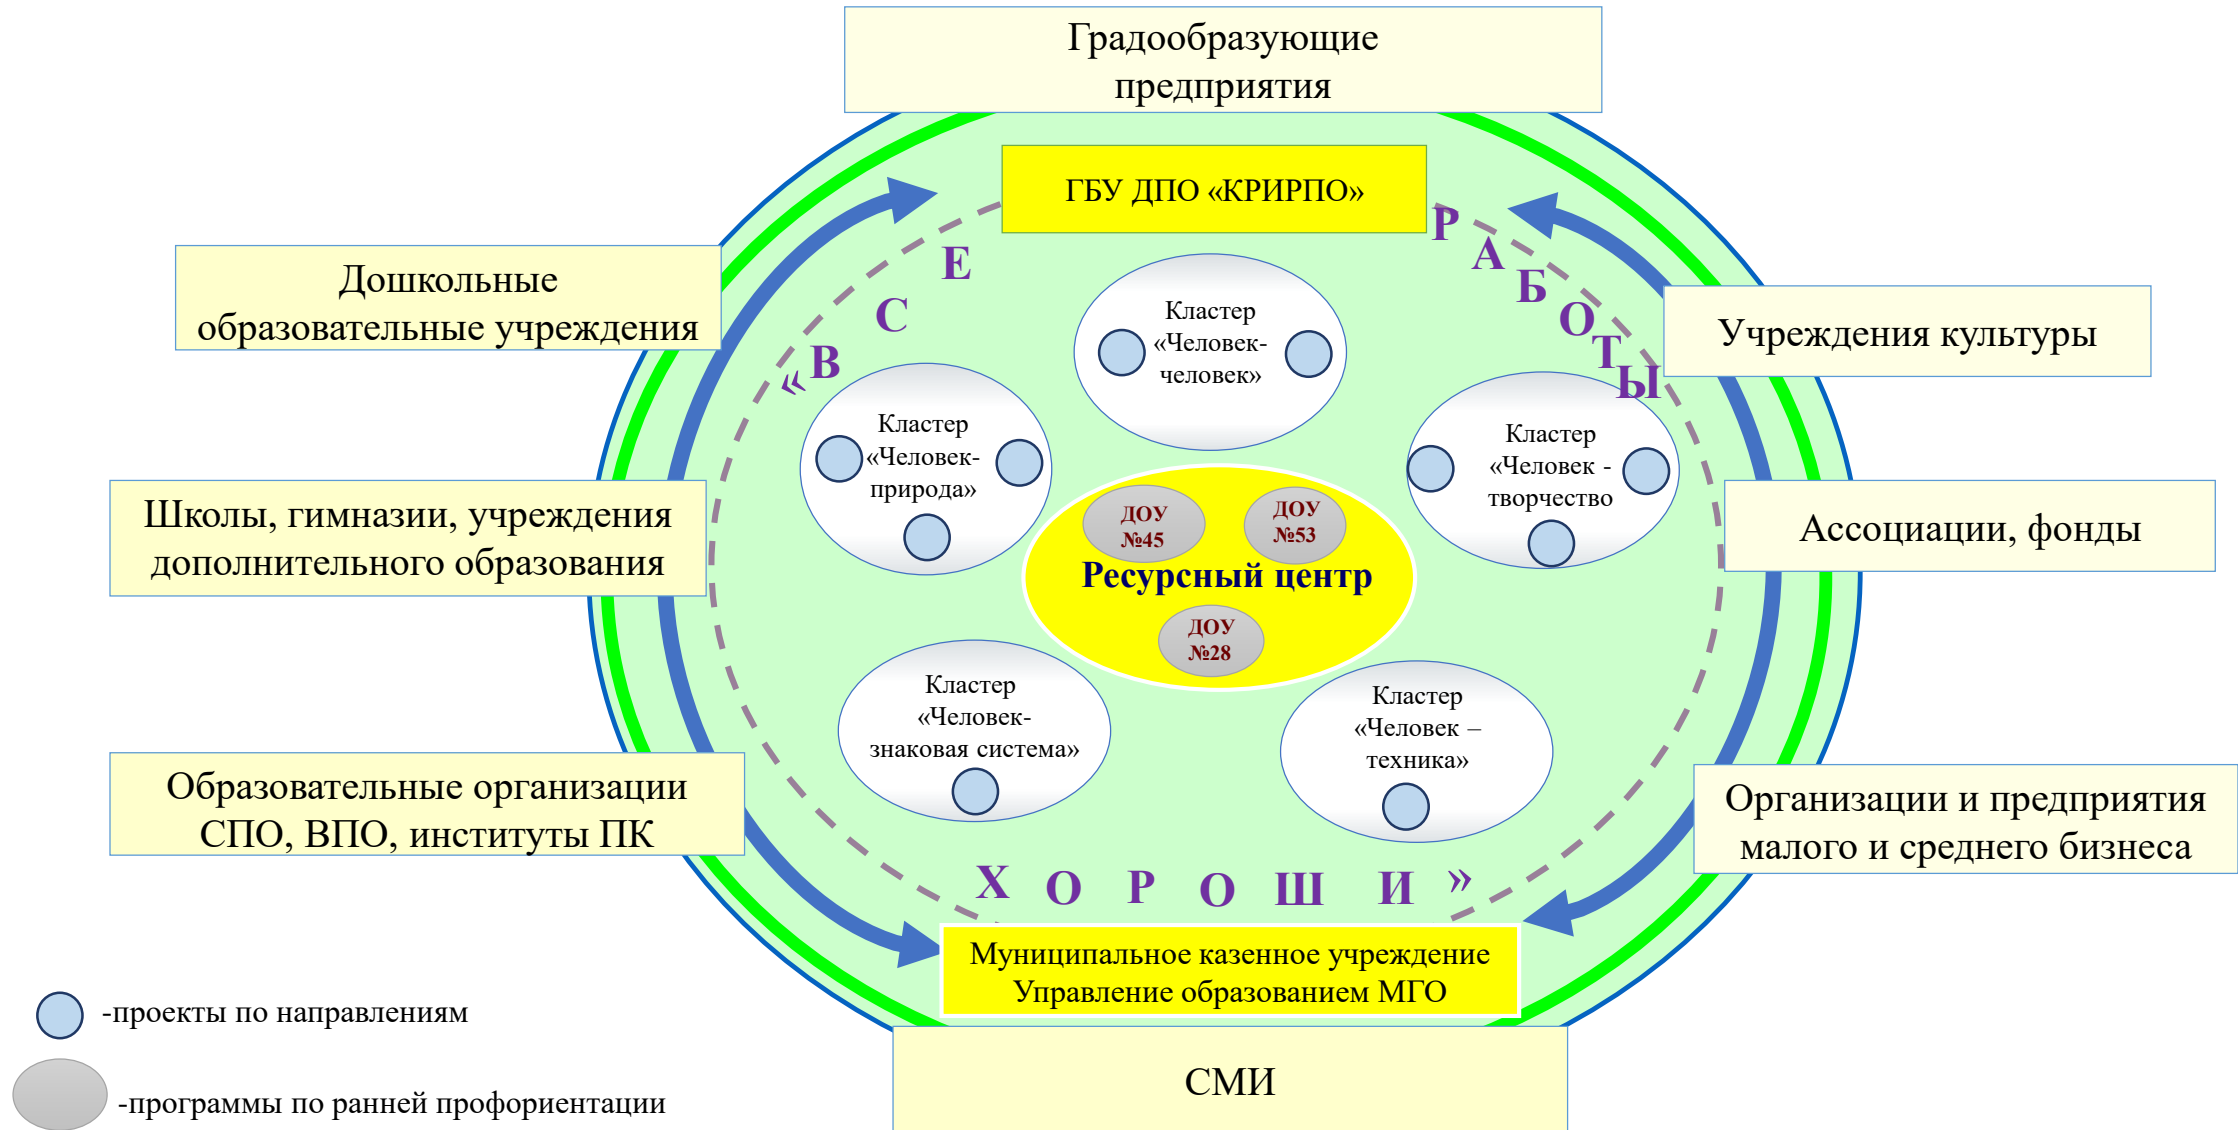 Градообразующие
предприятия
ГБУ ДПО «КРИРПО»
«ВСЕ
РАБОТЫ
ХОРОШИ»
Дошкольные
образовательные учреждения
Школы, гимназии, учреждения
дополнительного образования
Образовательные организации
СПО, ВПО, институты ПК
Учреждения культуры
Ассоциации, фонды
Организации и предприятия
малого и среднего бизнеса
Кластер
«Человек-
человек»
Кластер
«Человек-
природа»
Кластер
«Человек -
творчество
ДОУ
№45
ДОУ
№53
Ресурсный центр
ДОУ
№28
Кластер
«Человек-
знаковая система»
Кластер
«Человек –
техника»
Муниципальное казенное учреждение
Управление образованием МГО
СМИ
-проекты по направлениям
-программы по ранней профориентации